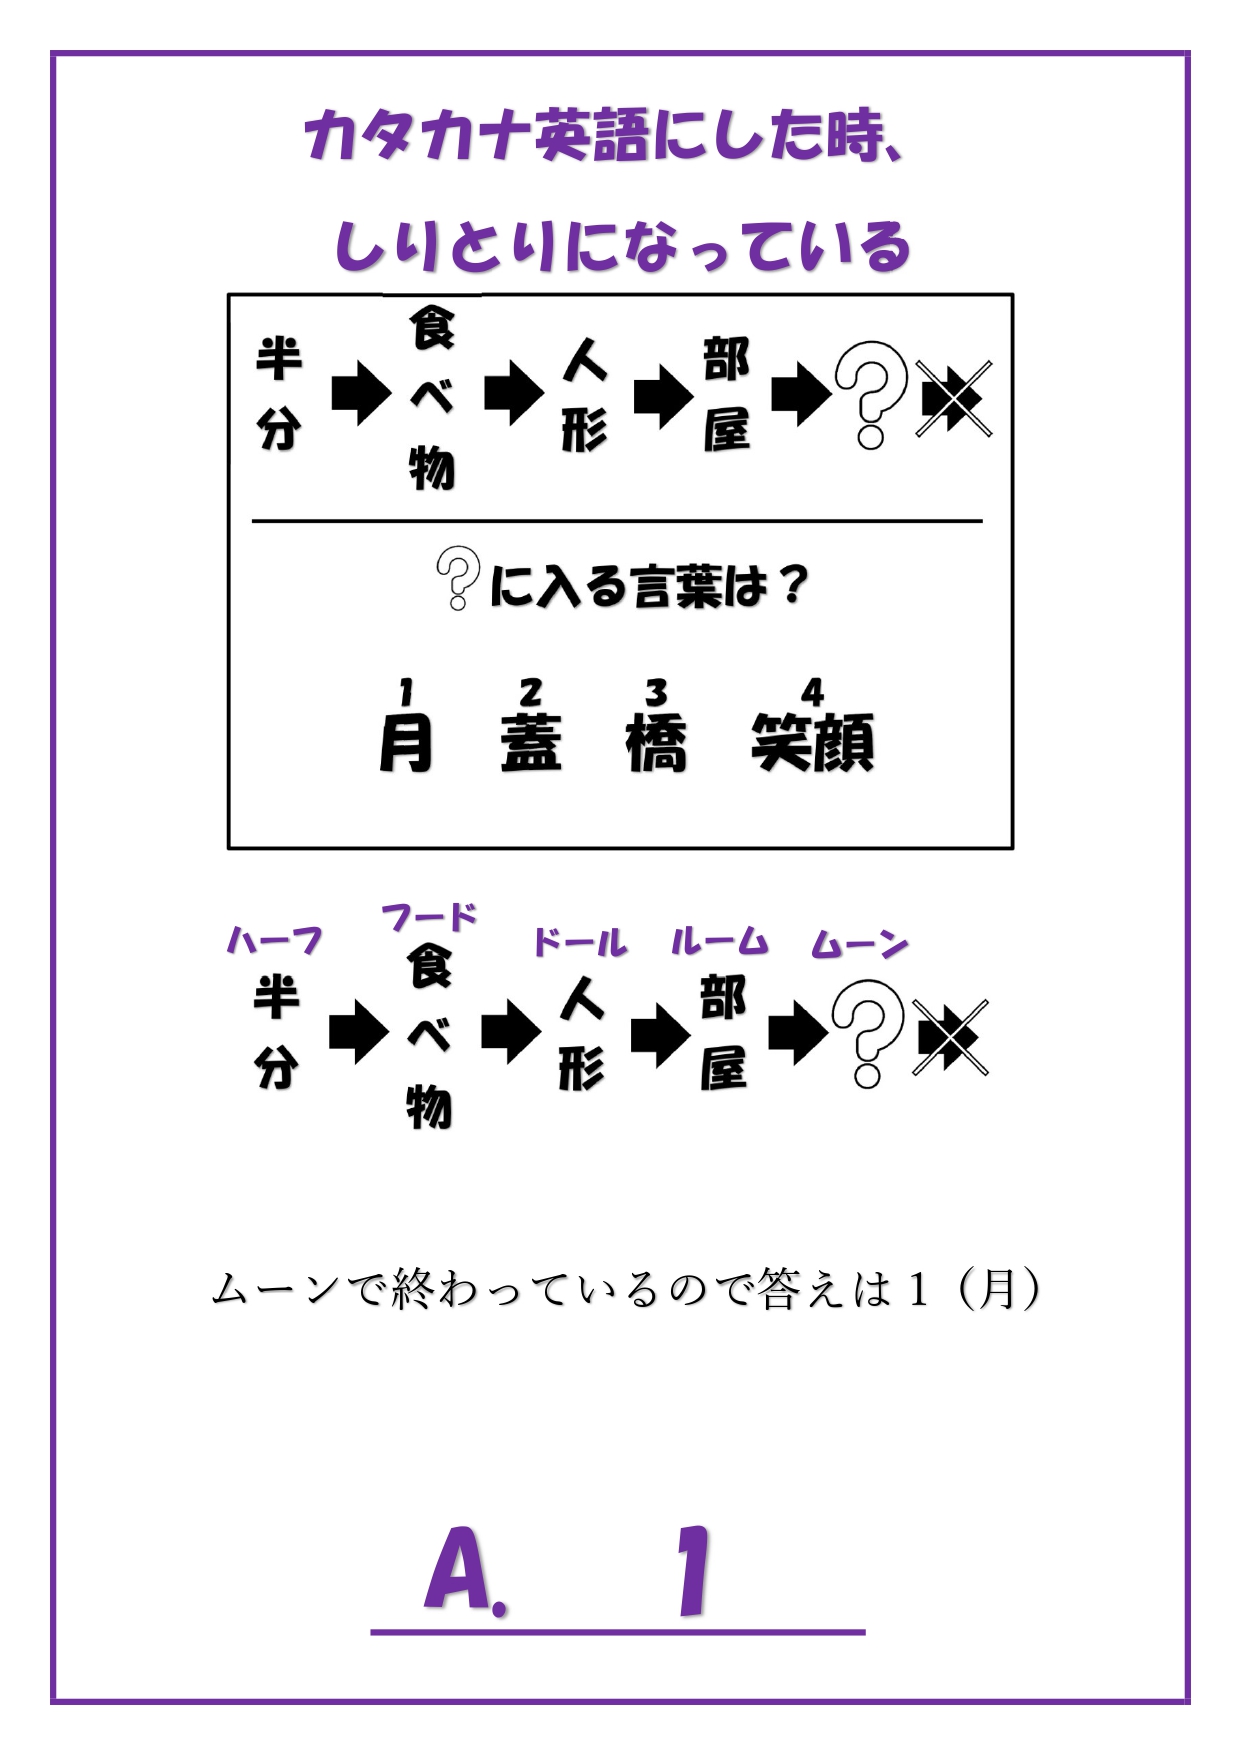 カタカナ英語にした時、
しりとりになっている
半分 食べ物 人形 部屋 ?
?に入る言葉は？
1 2 3 4
月 蓋 橋 笑顔
ハーフ フード ドール ルーム ムーン
半分 食べ物 人形 部屋 ?
ムーンで終わっているので答えは1（月）
A. 1